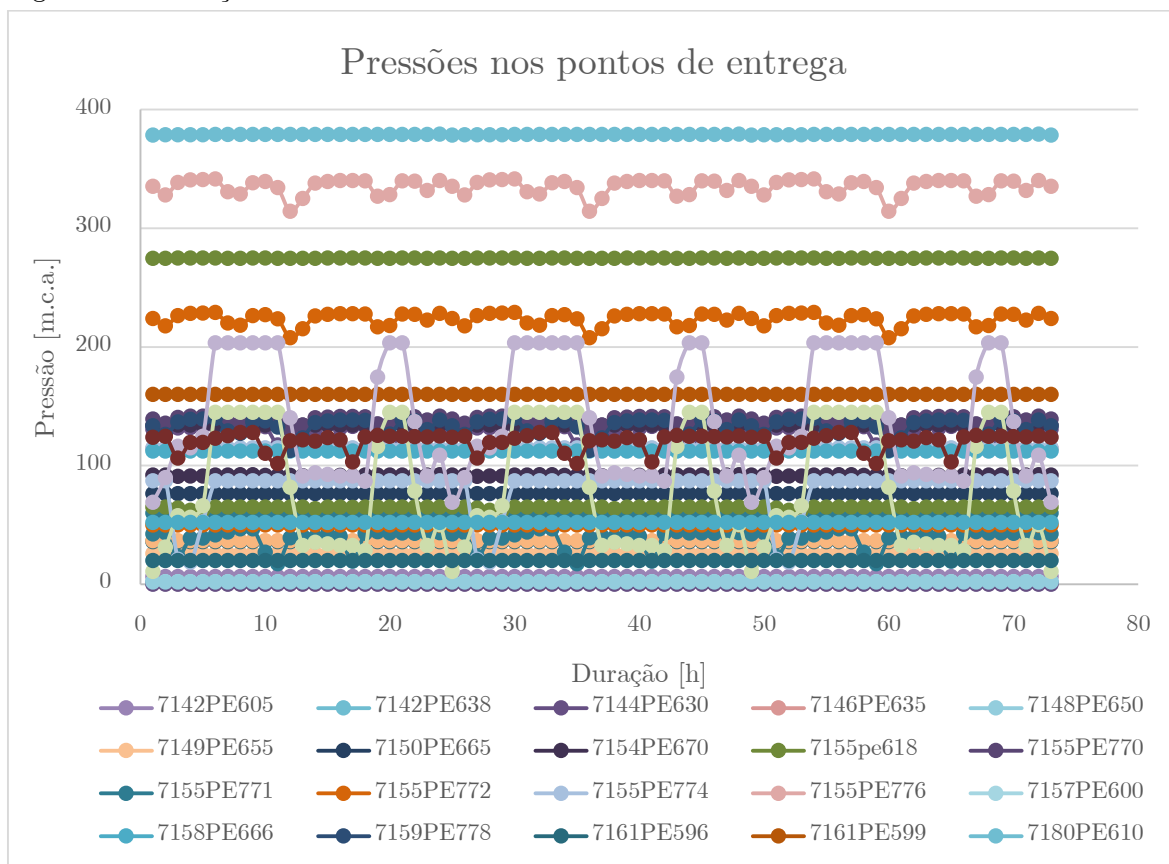 Pressões nos pontos de entrega
400
300
200
100
0
Pressão [m.c.a.]
0 10 20 30 40 50 60 70 80
Duração [h]
7142PE605 7142PE638 7144PE630 7146PE635 7148PE650
7149PE655 7150PE665 7154PE670 7155pe618 7155PE770
7155PE771 7155PE772 7155PE774 7155PE776 7157PE600
7158PE666 7159PE778 7161PE596 7161PE599 7180PE610